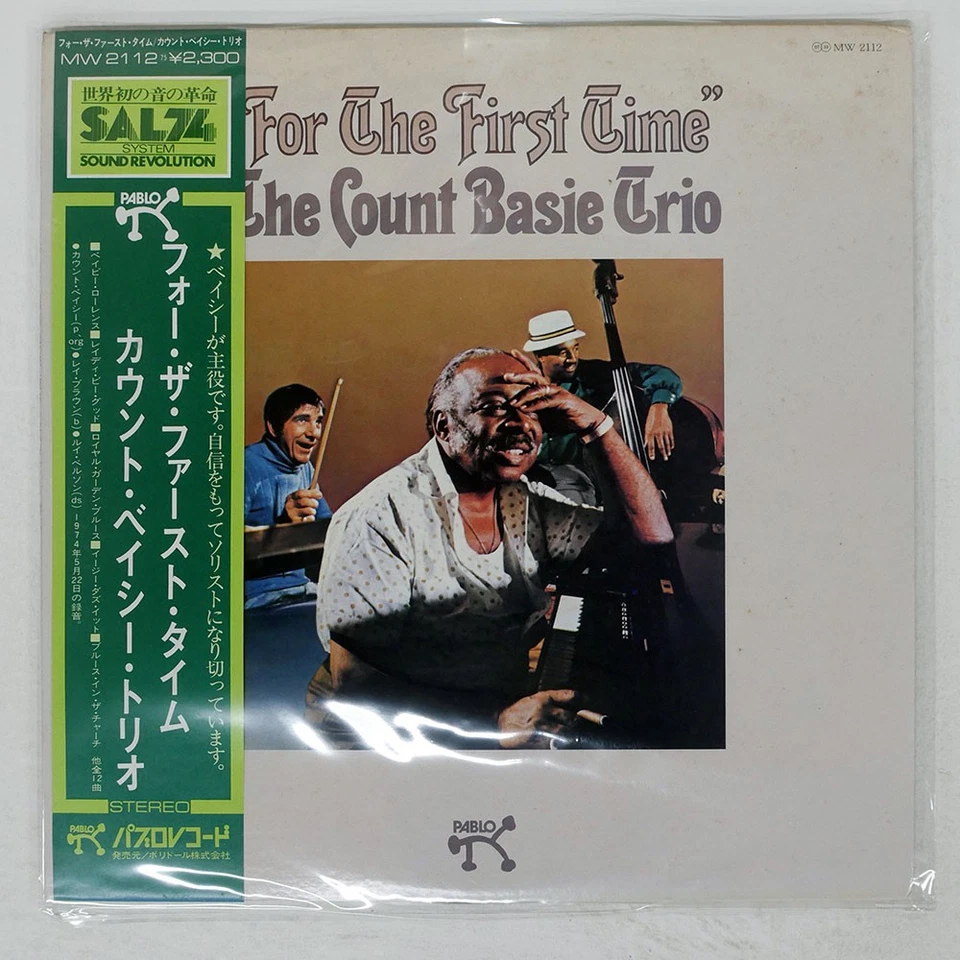 フォー・ザ・ファースト・タイム/カウント・ベイシー・トリオ
MW 2112 '75 ¥2,300
世界初の音の革命
SAL74
SYSTEM
SOUND REVOLUTION
PABLO
★ベイシーが主役です。自信をもってソリストになり切っています。
フォー・ザ・ファースト・タイム
カウント・ベイシー・トリオ
■ベイビー・ローレンス■レイディ・ビー・グッド■ロイヤル・ガーデン・ブルース■イージー・ダズ・イット■ブルース・イン・ザ・チャーチ 他全12曲
●カウント・ベイシー(p、org)●レイ・ブラウン(b)●ルイ・ベルソン(ds) ー1974年5月22日の録音。
STEREO
PABLO
パブロレコード
発売元/ポリドール株式会社
MW 2112
For The First Time”
The Count Basie Trio
PABLO